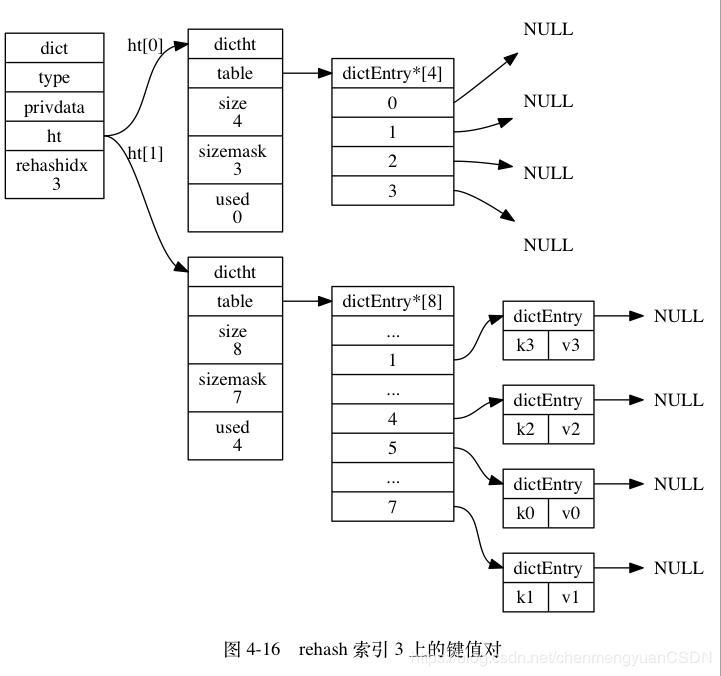 dict
type
privdata
ht
rehashidx
3
ht[0]
ht[1]
dictht
table
size
4
sizemask
3
used
0
dictEntry*[4]
0
1
2
3
NULL
NULL
NULL
NULL
dictht
table
size
8
sizemask
7
used
4
dictEntry*[8]
...
1
...
4
5
...
7
dictEntry
k3 v3
NULL
dictEntry
k2 v2
NULL
dictEntry
k0 v0
NULL
dictEntry
k1 v1
NULL
图 4-16 rehash 索引 3 上的键值对
https://blog.csdn.net/chenmengyuanCSDN